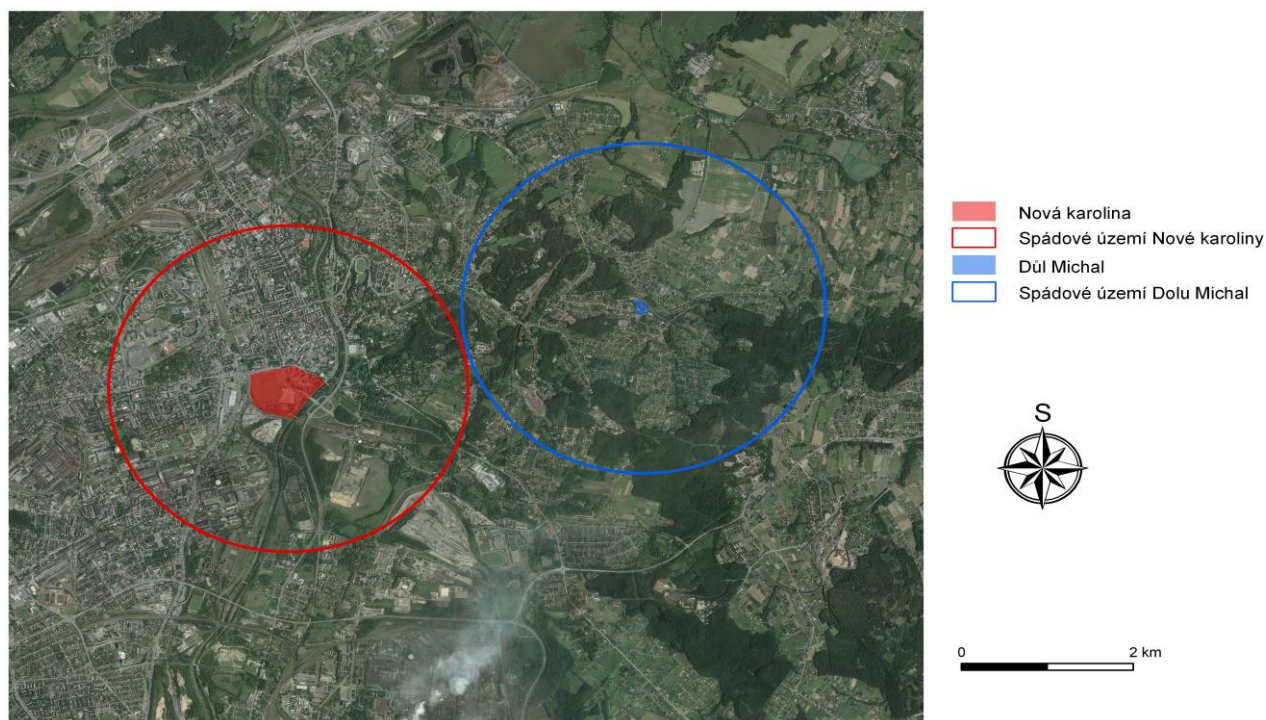 Nová karolina
Spádové území Nové karoliny
Důl Michal
Spádové území Dolu Michal
S
0 2 km